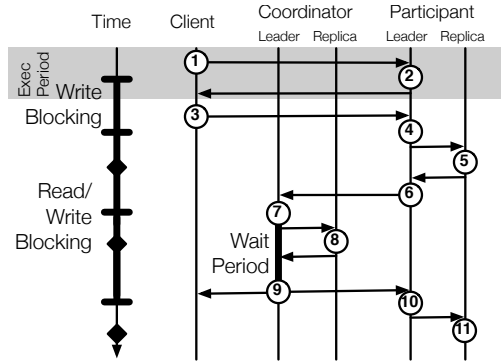 Time Client Coordinator Participant
Leader Replica Leader Replica
Exec
Period
1
2
Write
Blocking
3
4
5
6
Read/
Write
Blocking
7
8
Wait
Period
9
10
11